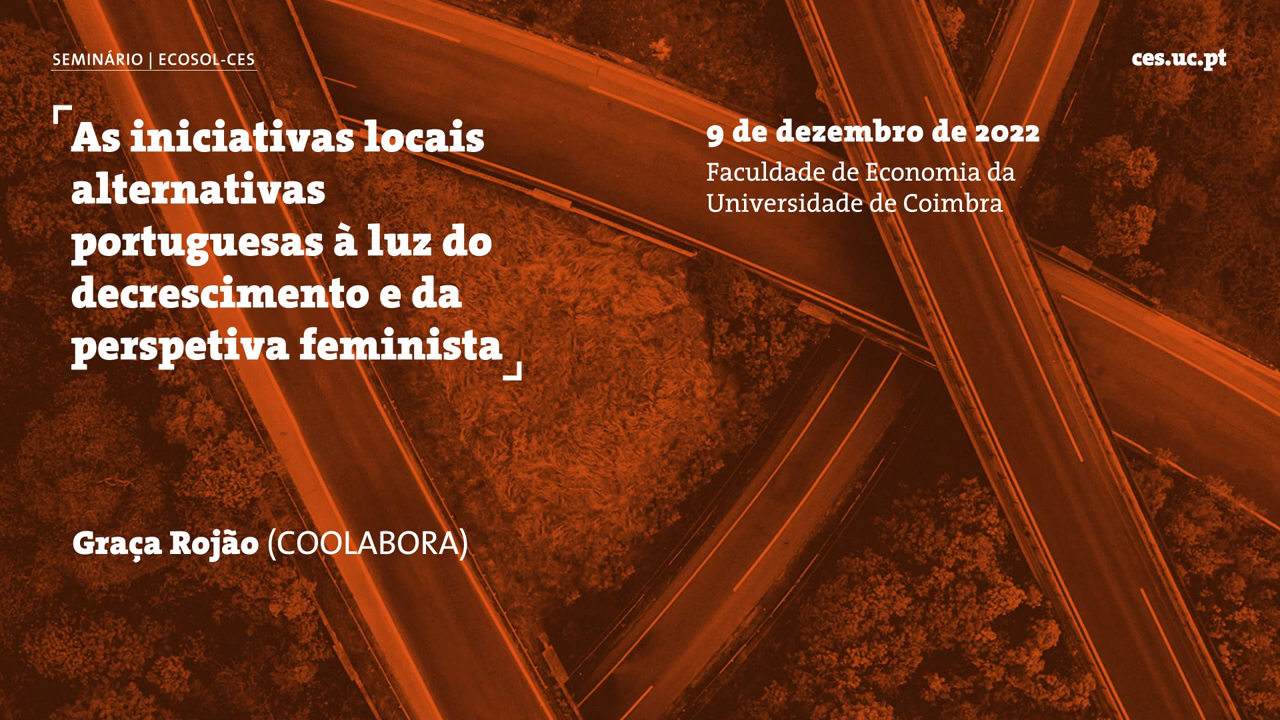 SEMINÁRIO | ECOSOL-CES
ces.uc.pt
As iniciativas locais
alternativas
portuguesas à luz do
decrescimento e da
perspetiva feminista
9 de dezembro de 2022
Faculdade de Economia da
Universidade de Coimbra
Graça Rojão (COOLABORA)